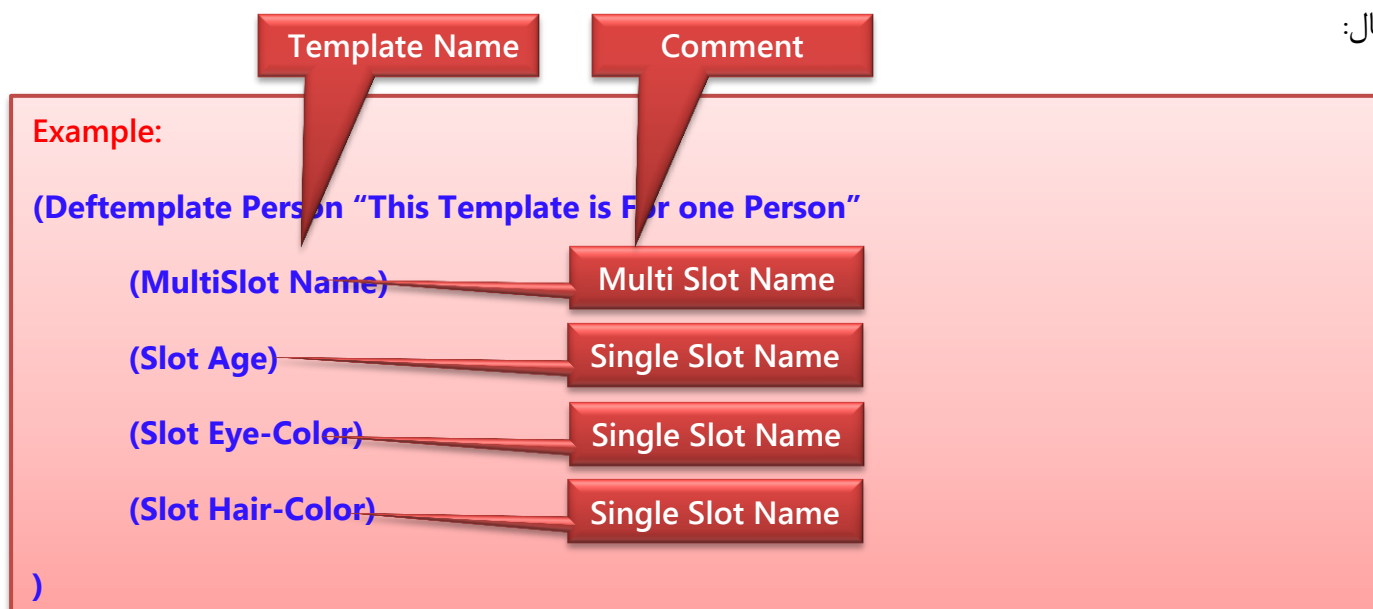 Template Name
Comment
Example:
(Deftemplate Person “This Template is For one Person”
(MultiSlot Name)
Multi Slot Name
(Slot Age)
Single Slot Name
(Slot Eye-Color)
Single Slot Name
(Slot Hair-Color)
Single Slot Name
)